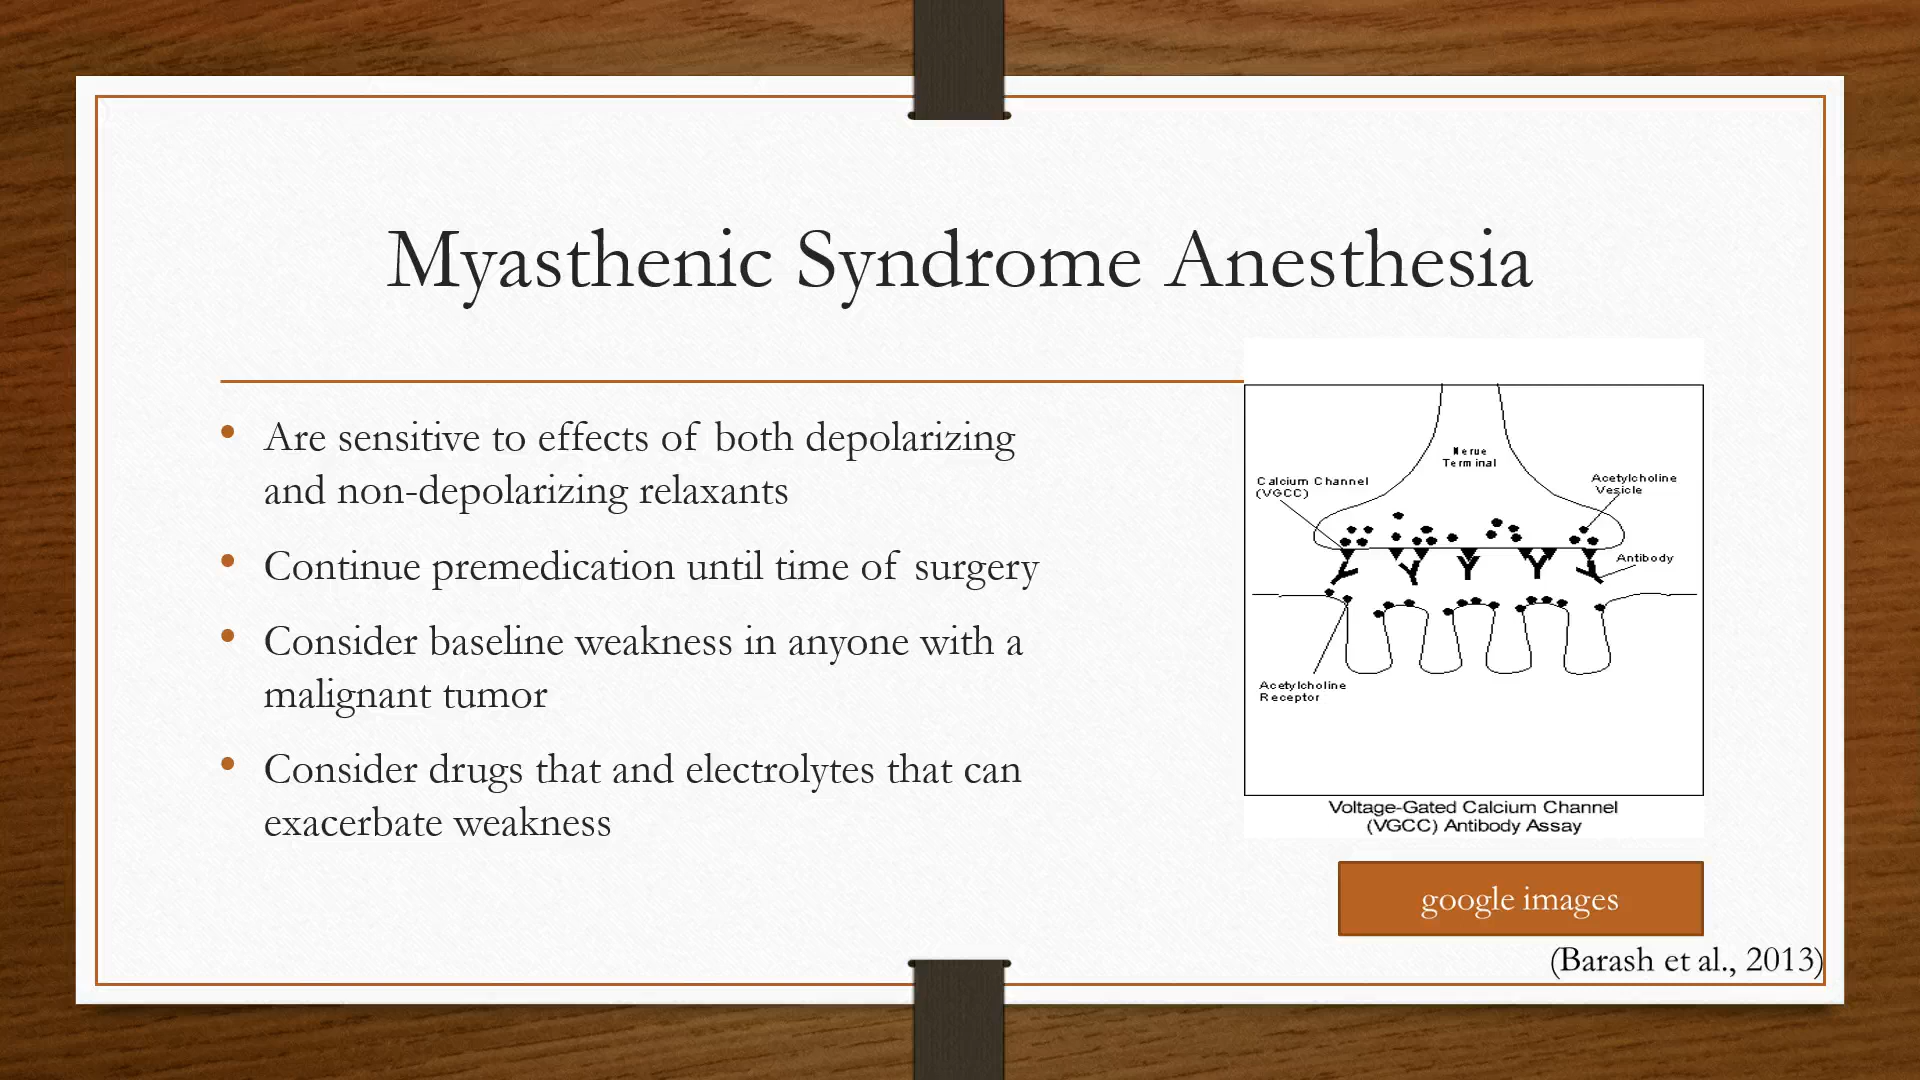 Myasthenic Syndrome Anesthesia
• Are sensitive to effects of both depolarizing
and non-depolarizing relaxants
• Continue premedication until time of surgery
• Consider baseline weakness in anyone with a
malignant tumor
• Consider drugs that and electrolytes that can
exacerbate weakness
Nerue
Terminal
Calcium Channel
(VGCC)
Acetylcholine
Vesicle
Antibody
Acetylcholine
Receptor
Voltage-Gated Calcium Channel
(VGCC) Antibody Assay
google images
(Barash et al., 2013)